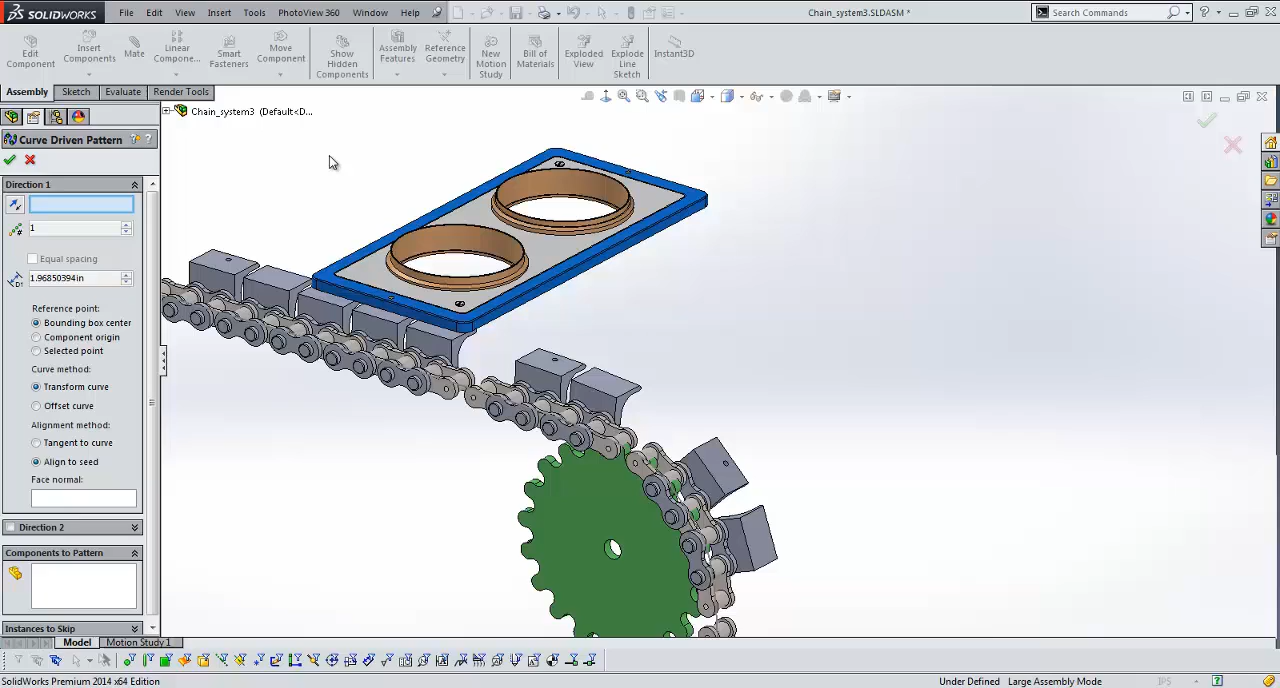 SOLIDWORKS File Edit View Insert Tools PhotoView 360 Window Help Chain_system3.SLDASM * Search Commands
Edit Component
Insert Components
Mate
Linear Compone...
Smart Fasteners
Move Component
Show Hidden Components
Assembly Features
Reference Geometry
New Motion Study
Bill of Materials
Exploded View
Explode Line Sketch
Instant3D
Assembly Sketch Evaluate Render Tools
Chain_system3 (Default<D...
Curve Driven Pattern
Direction 1
1
Equal spacing
1.96850394in
Reference point:
Bounding box center
Component origin
Selected point
Curve method:
Transform curve
Offset curve
Alignment method:
Tangent to curve
Align to seed
Face normal:
Direction 2
Components to Pattern
Instances to Skip
Model Motion Study 1
SolidWorks Premium 2014 x64 Edition Under Defined Large Assembly Mode IPS